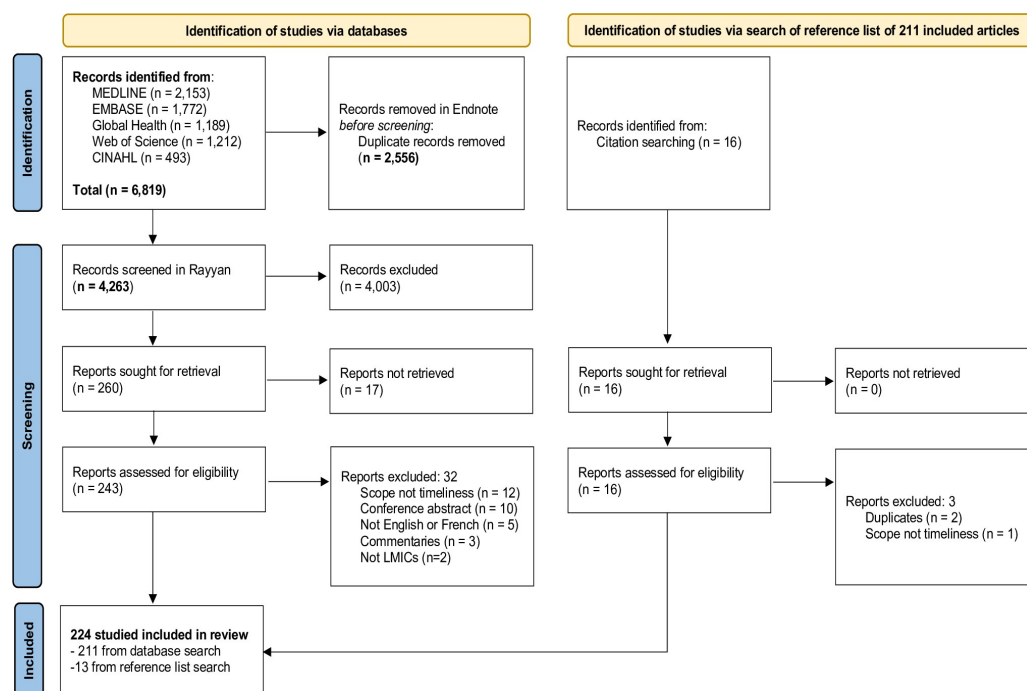 Identification of studies via databases
Identification of studies via search of reference list of 211 included articles
Identification
Records identified from:
MEDLINE (n = 2,153)
EMBASE (n = 1,772)
Global Health (n = 1,189)
Web of Science (n = 1,212)
CINAHL (n = 493)
Total (n = 6,819)
Records removed in Endnote
before screening:
Duplicate records removed
(n = 2,556)
Records identified from:
Citation searching (n = 16)
Screening
Records screened in Rayyan
(n = 4,263)
Records excluded
(n = 4,003)
Reports sought for retrieval
(n = 260)
Reports not retrieved
(n = 17)
Reports sought for retrieval
(n = 16)
Reports not retrieved
(n = 0)
Reports assessed for eligibility
(n = 243)
Reports excluded: 32
Scope not timeliness (n = 12)
Conference abstract (n = 10)
Not English or French (n = 5)
Commentaries (n = 3)
Not LMICs (n=2)
Reports assessed for eligibility
(n = 16)
Reports excluded: 3
Duplicates (n = 2)
Scope not timeliness (n = 1)
Included
224 studied included in review
- 211 from database search
-13 from reference list search